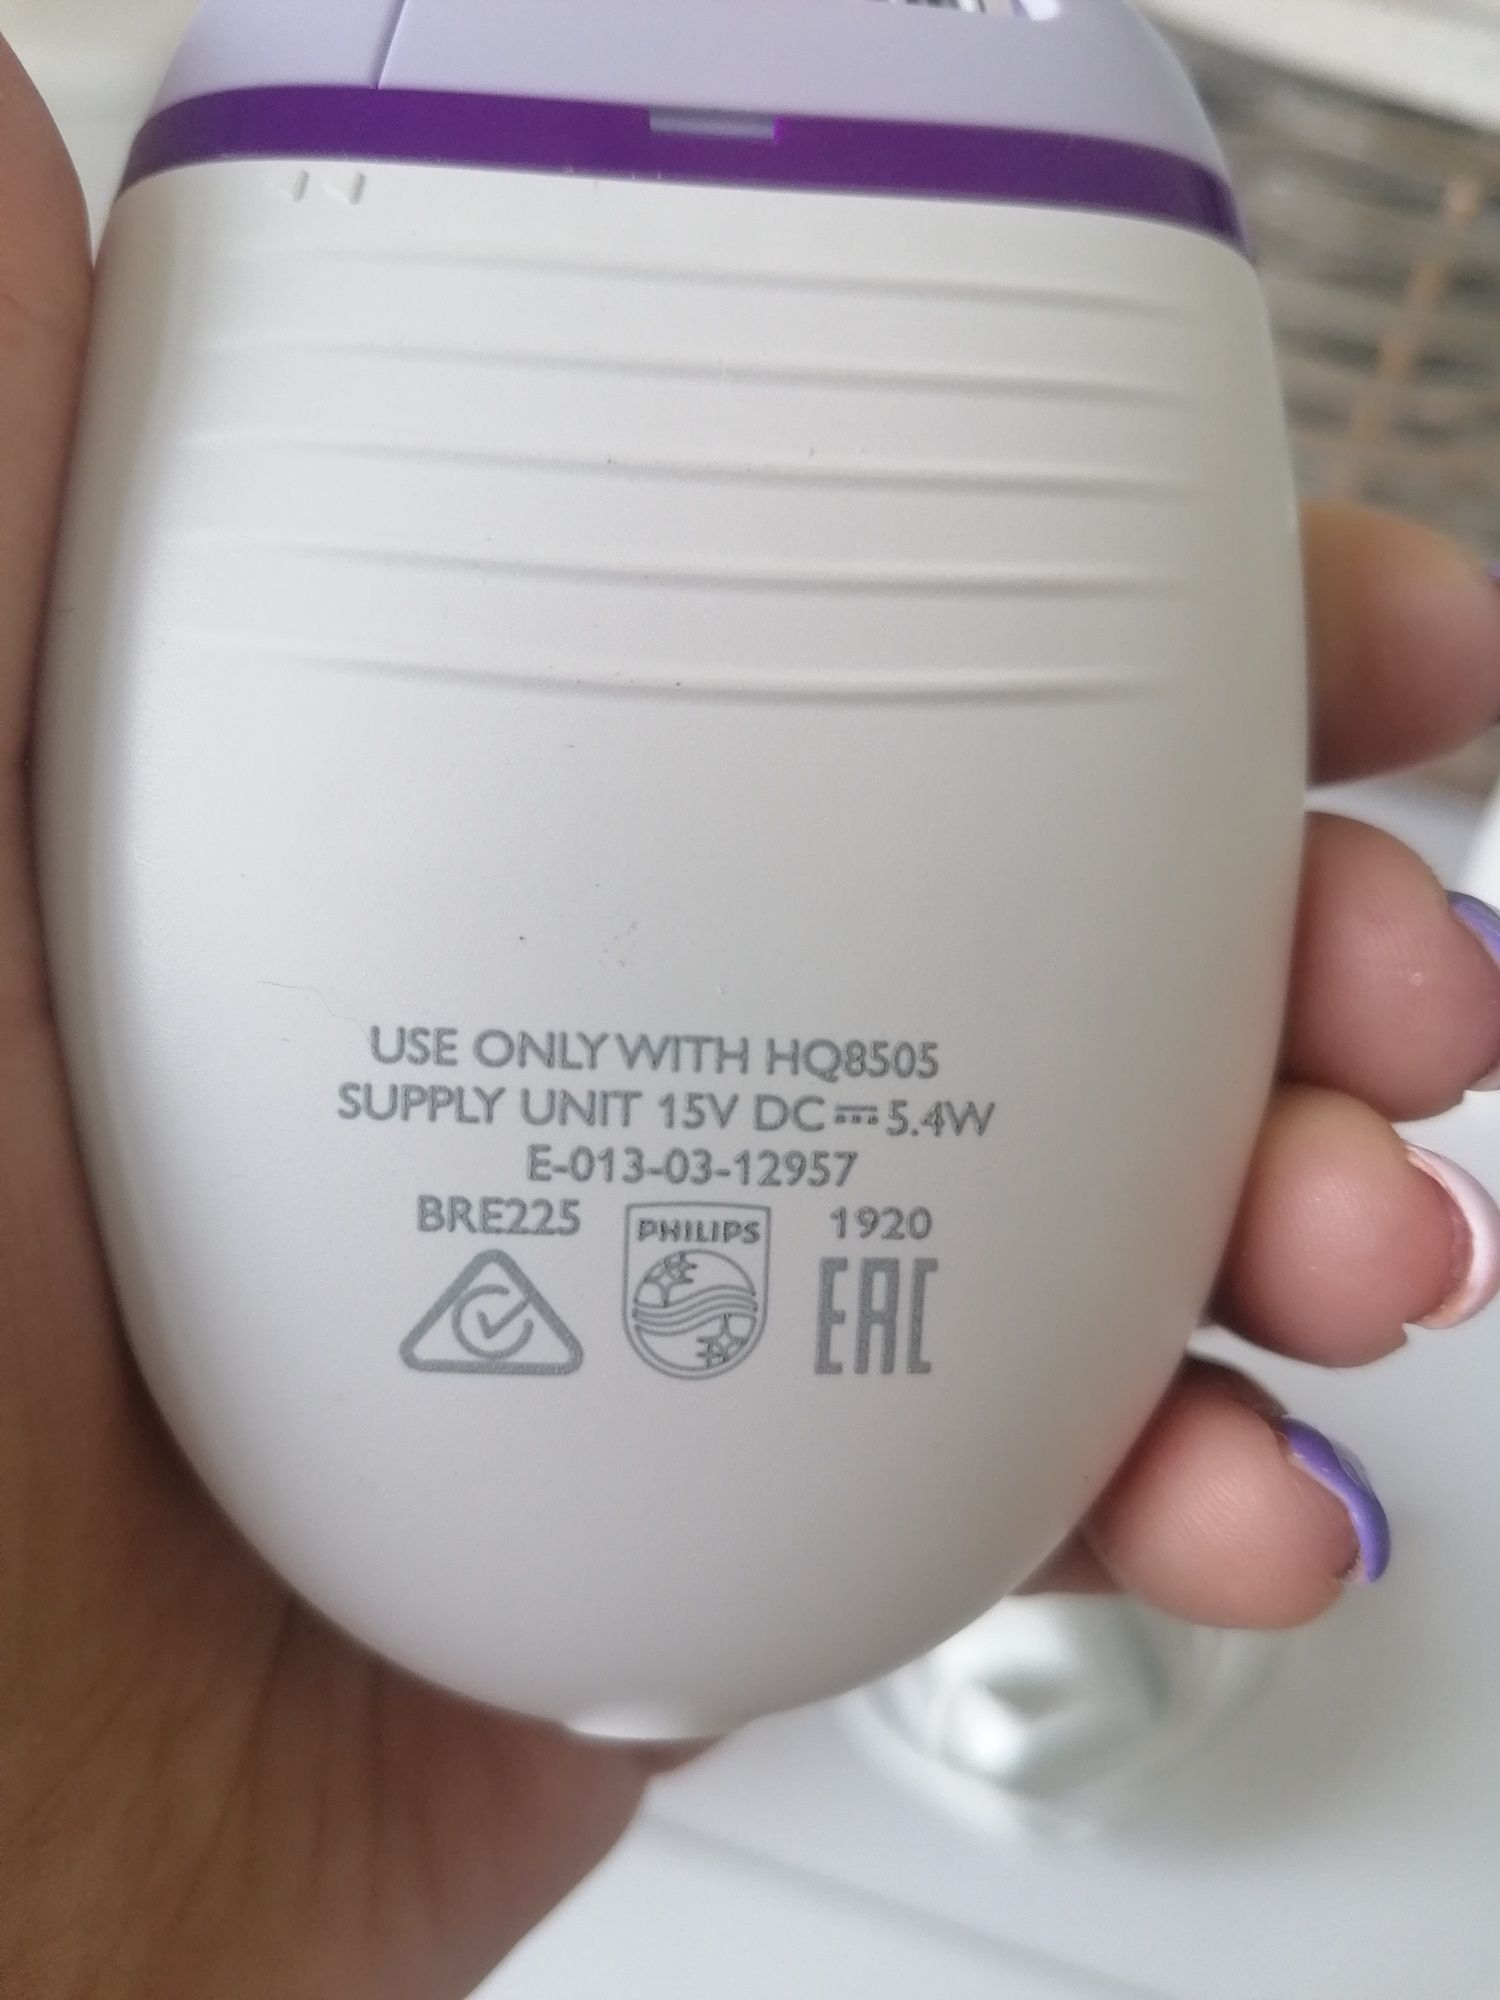 USE ONLY WITH HQ8505
SUPPLY UNIT 15V DC⎓5.4W
E-013-03-12957
BRE225
PHILIPS
1920
EAC